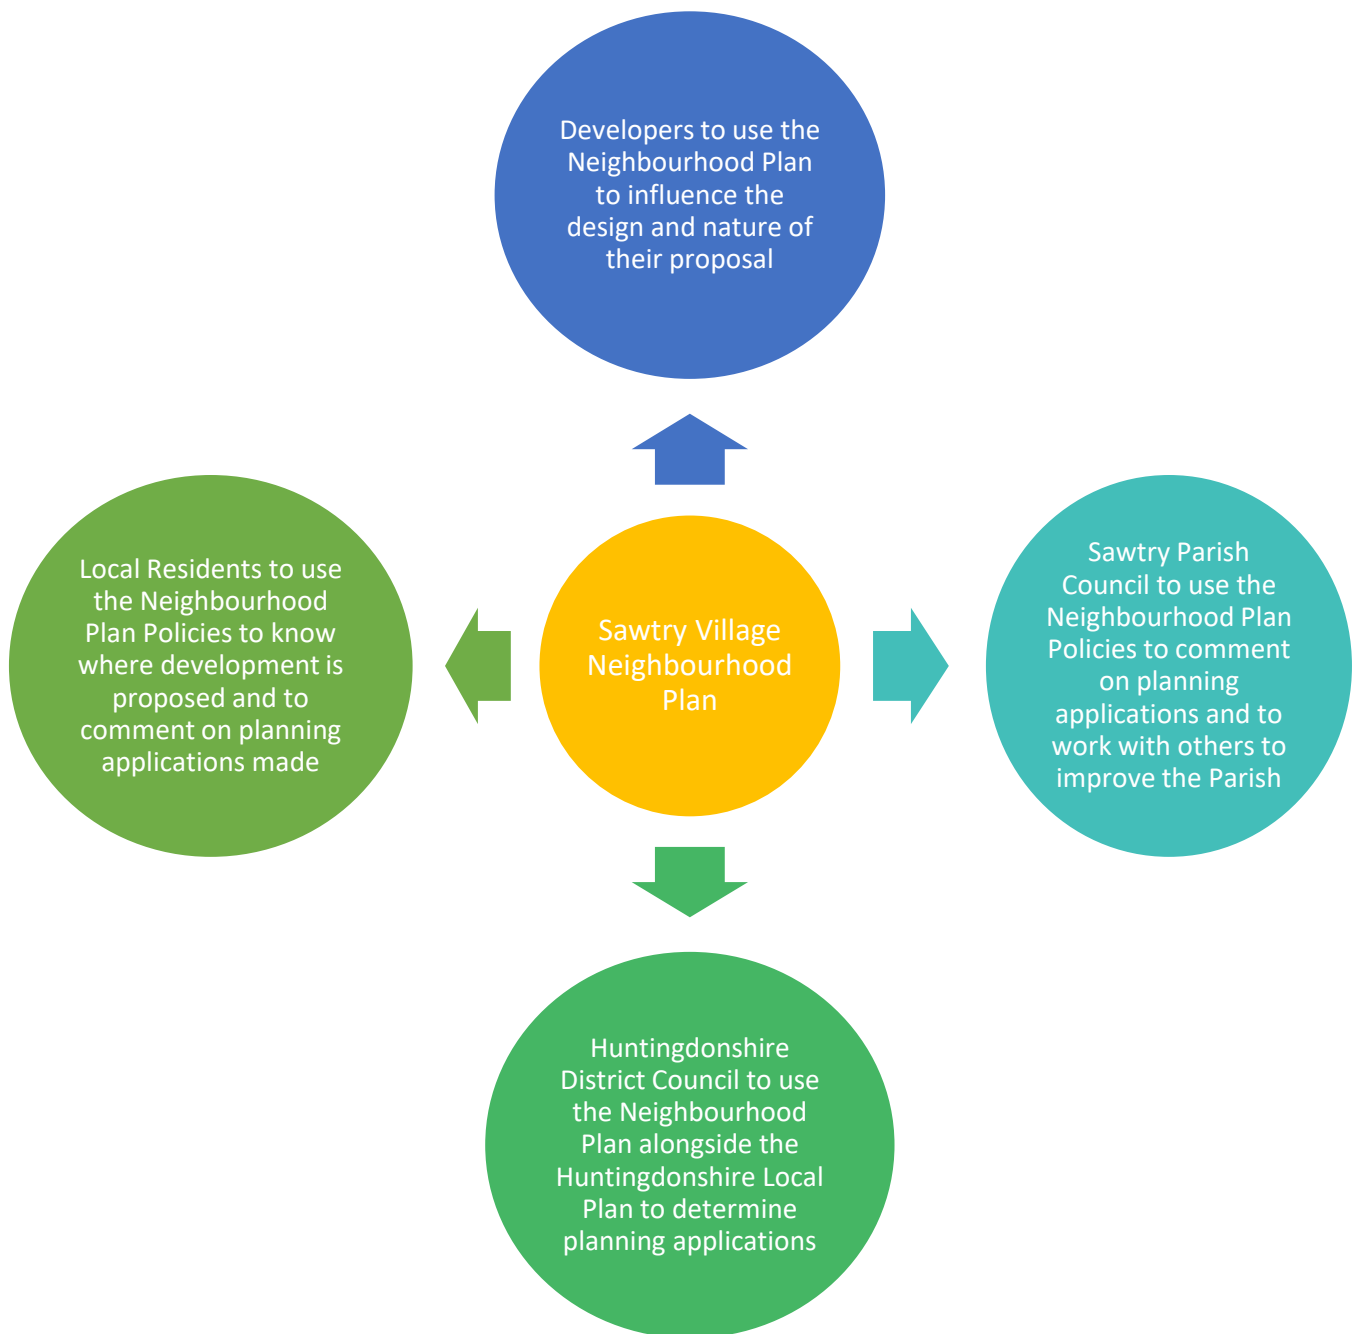 Developers to use the
Neighbourhood Plan
to influence the
design and nature of
their proposal
Local Residents to use
the Neighbourhood
Plan Policies to know
where development is
proposed and to
comment on planning
applications made
Sawtry Village
Neighbourhood
Plan
Sawtry Parish
Council to use the
Neighbourhood Plan
Policies to comment
on planning
applications and to
work with others to
improve the Parish
Huntingdonshire
District Council to use
the Neighbourhood
Plan alongside the
Huntingdonshire Local
Plan to determine
planning applications